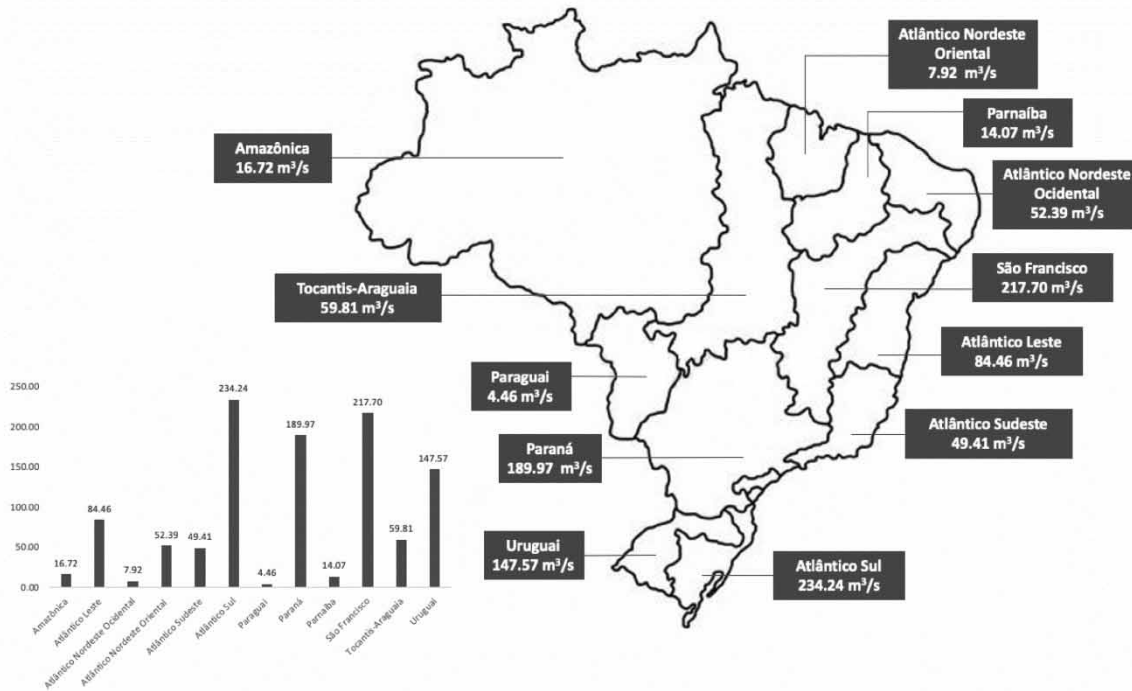 Atlântico Nordeste
Oriental
7.92 m³/s
Parnaíba
14.07 m³/s
Amazônica
16.72 m³/s
Atlântico Nordeste
Ocidental
52.39 m³/s
São Francisco
217.70 m³/s
Tocantis-Araguaia
59.81 m³/s
Atlântico Leste
84.46 m³/s
Paraguai
4.46 m³/s
Atlântico Sudeste
49.41 m³/s
Paraná
189.97 m³/s
Uruguai
147.57 m³/s
Atlântico Sul
234.24 m³/s
250.00
200.00
150.00
100.00
50.00
0.00
16.72
84.46
7.92
52.39
49.41
234.24
4.46
189.97
14.07
217.70
59.81
147.57
Amazônica
Atlântico Leste
Atlântico Nordeste Ocidental
Atlântico Nordeste Oriental
Atlântico Sudeste
Atlântico Sul
Paraguai
Paraná
Parnaíba
São Francisco
Tocantis-Araguaia
Uruguai